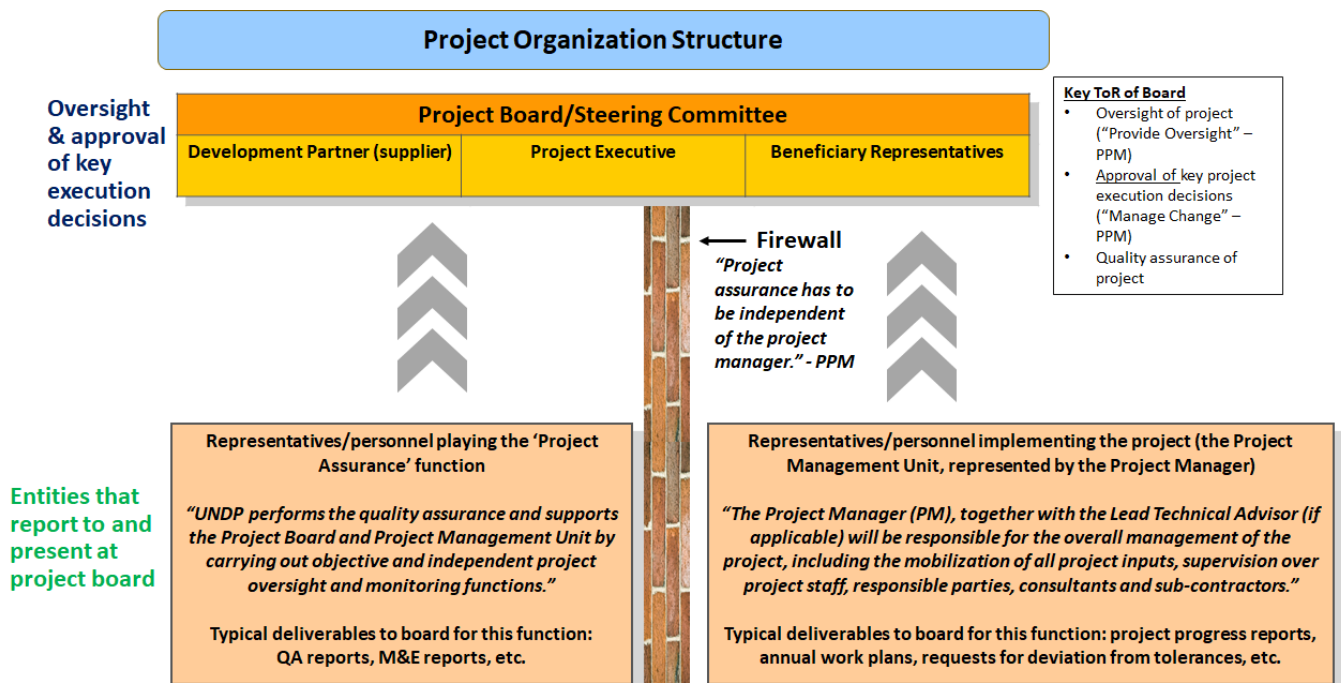 Project Organization Structure
Oversight
& approval
of key
execution
decisions
Project Board/Steering Committee
Development Partner (supplier)
Project Executive
Beneficiary Representatives
Key ToR of Board
• Oversight of project
(“Provide Oversight” –
PPM)
• Approval of key project
execution decisions
(“Manage Change” –
PPM)
• Quality assurance of
project
Firewall
“Project
assurance has to
be independent
of the project
manager.” - PPM
Entities that
report to and
present at
project board
Representatives/personnel playing the ‘Project
Assurance’ function
“UNDP performs the quality assurance and supports
the Project Board and Project Management Unit by
carrying out objective and independent project
oversight and monitoring functions.”
Typical deliverables to board for this function:
QA reports, M&E reports, etc.
Representatives/personnel implementing the project (the Project
Management Unit, represented by the Project Manager)
“The Project Manager (PM), together with the Lead Technical Advisor (if
applicable) will be responsible for the overall management of the
project, including the mobilization of all project inputs, supervision over
project staff, responsible parties, consultants and sub-contractors.”
Typical deliverables to board for this function: project progress reports,
annual work plans, requests for deviation from tolerances, etc.